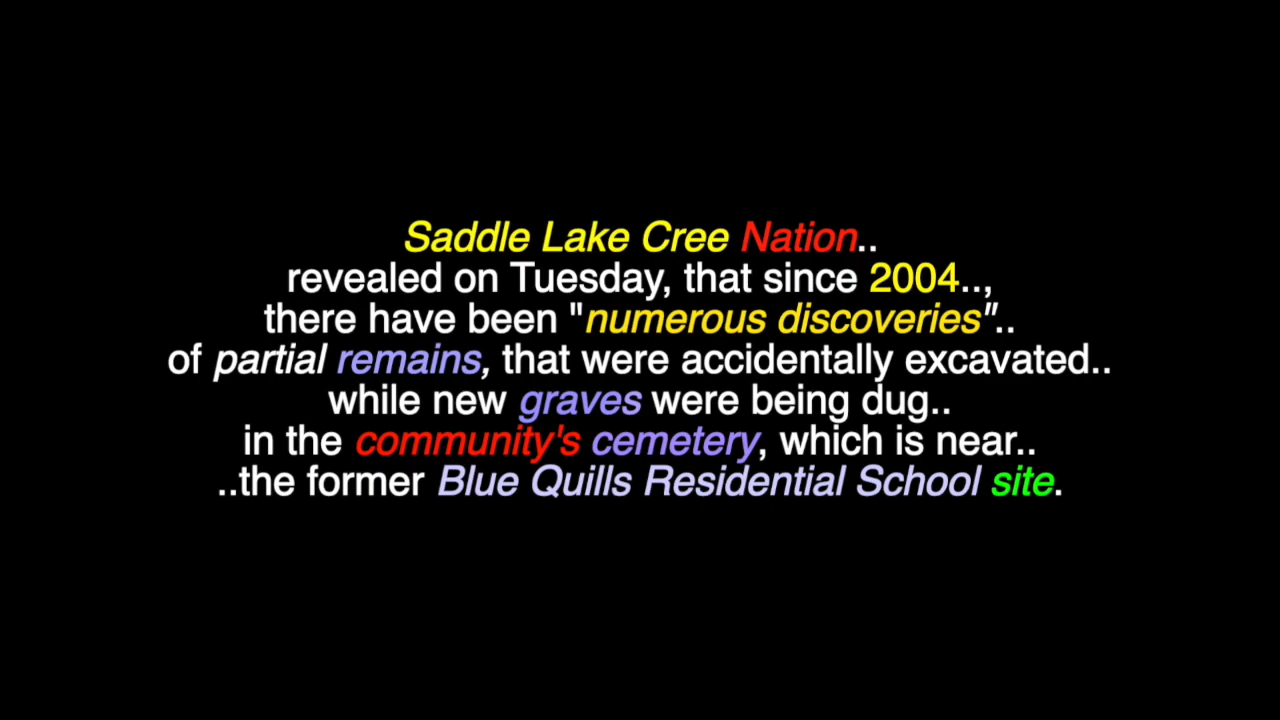 Saddle Lake Cree Nation..
revealed on Tuesday, that since 2004..,
there have been "numerous discoveries"..
of partial remains, that were accidentally excavated..
while new graves were being dug..
in the community's cemetery, which is near..
..the former Blue Quills Residential School site.